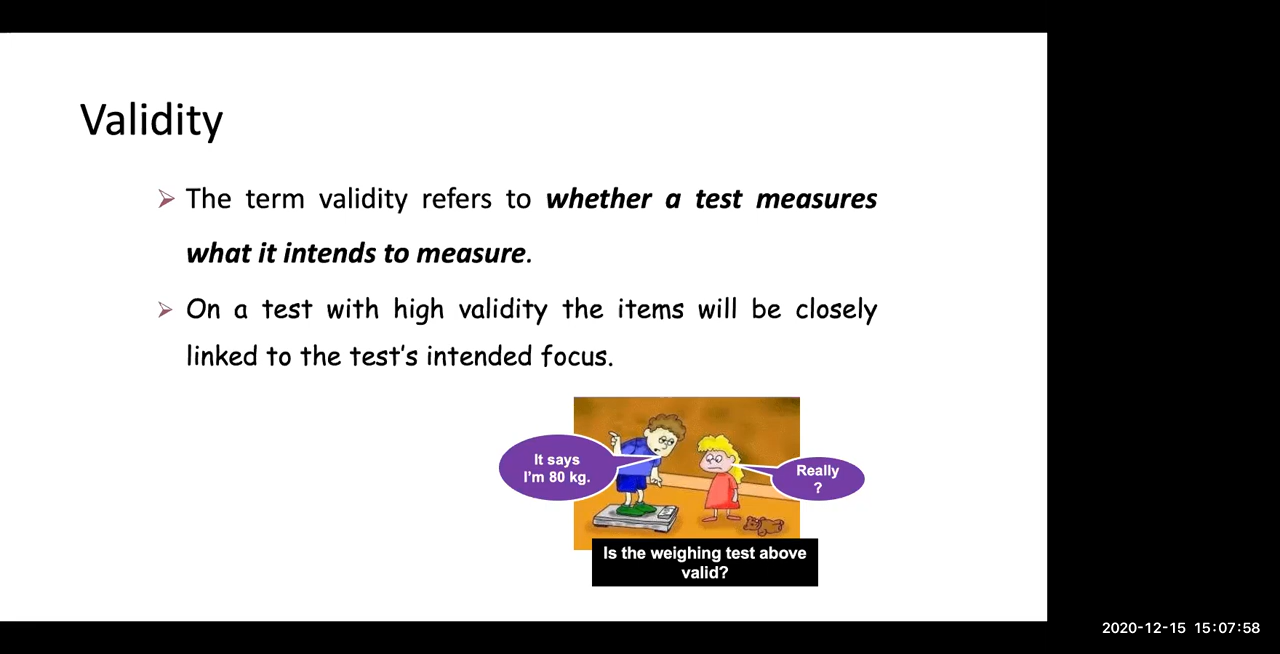 Validity
➢ The term validity refers to whether a test measures
what it intends to measure.
➢ On a test with high validity the items will be closely
linked to the test's intended focus.
It says
I'm 80 kg.
Really
?
Is the weighing test above
valid?
2020-12-15 15:07:58